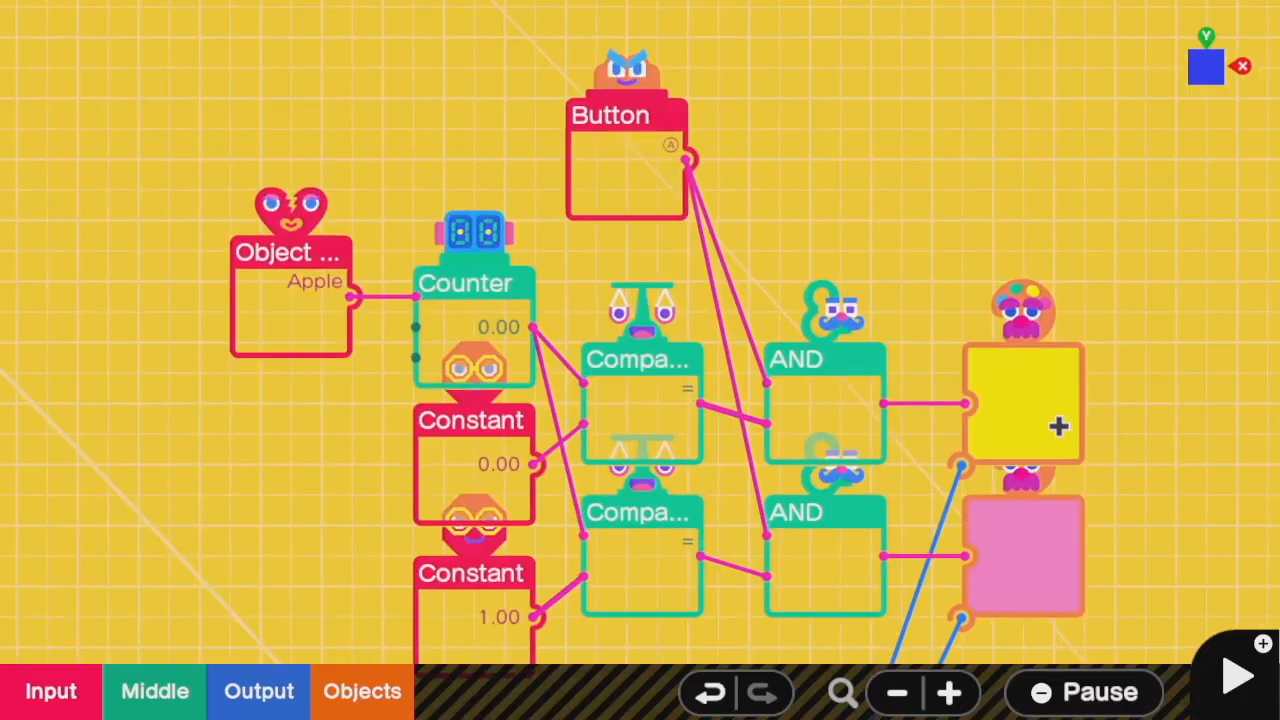 Y
X
Button
A
Object ...
Apple
00
Counter
0.00
Compa...
=
AND
Constant
0.00
Compa...
=
AND
Constant
1.00
Input
Middle
Output
Objects
Pause